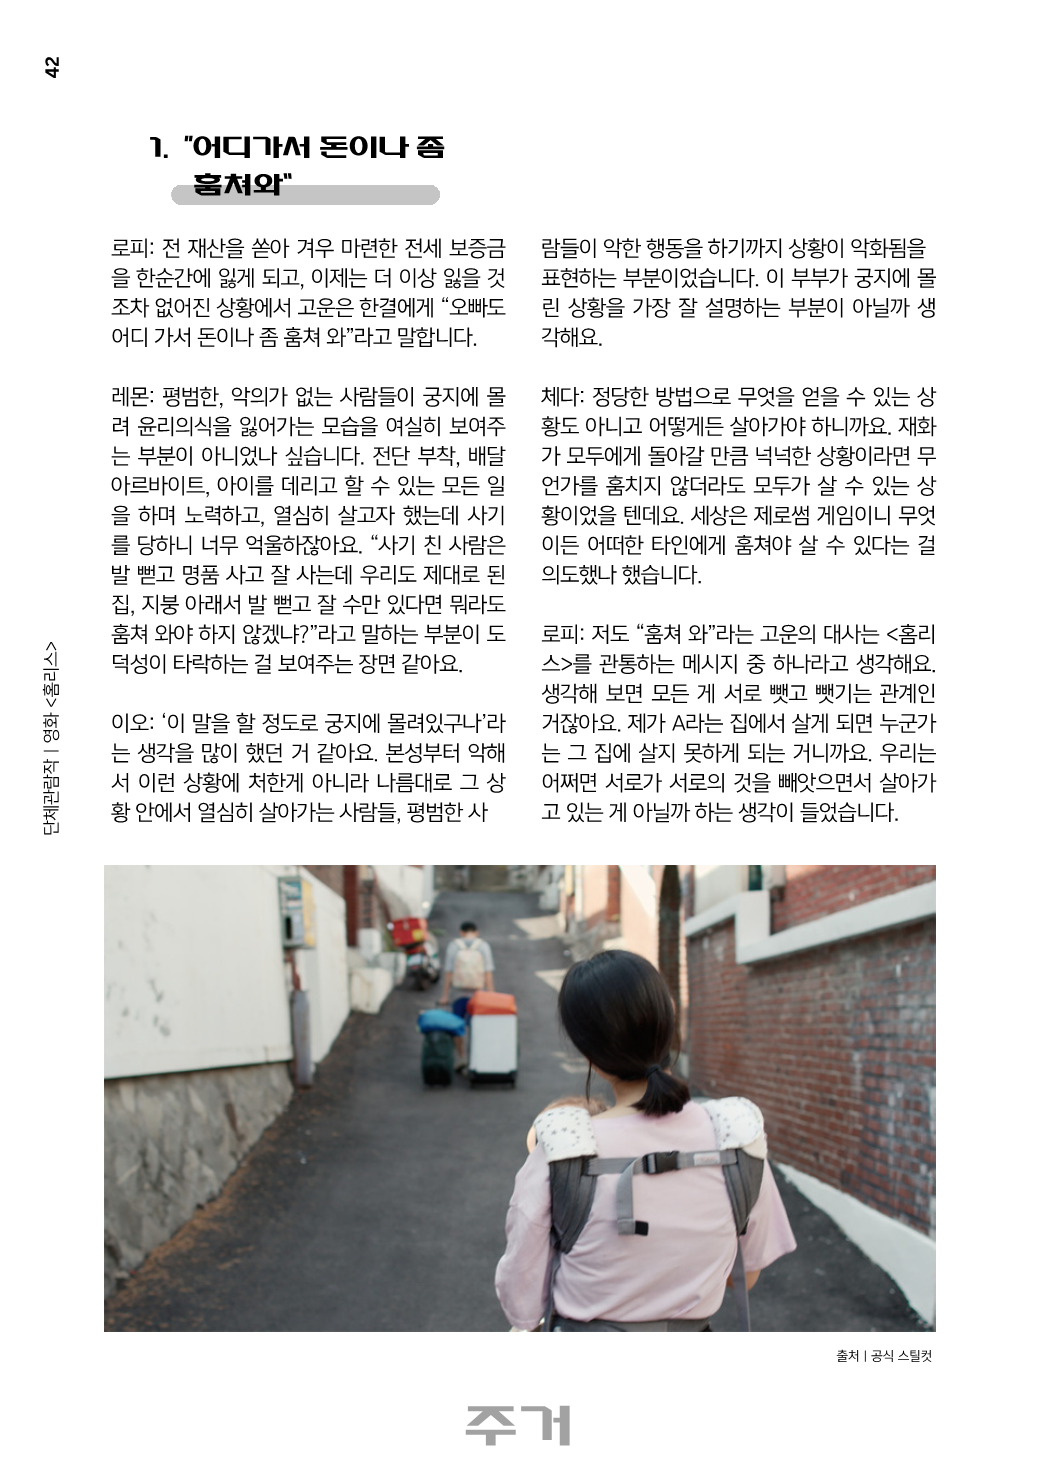 42
1. "어디가서 돈이나 좀
훔쳐와"
로피: 전 재산을 쏟아 겨우 마련한 전세 보증금
을 한순간에 잃게 되고, 이제는 더 이상 잃을 것
조차 없어진 상황에서 고운은 한결에게 “오빠도
어디 가서 돈이나 좀 훔쳐 와”라고 말합니다.
레몬: 평범한, 악의가 없는 사람들이 궁지에 몰
려 윤리의식을 잃어가는 모습을 여실히 보여주
는 부분이 아니었나 싶습니다. 전단 부착, 배달
아르바이트, 아이를 데리고 할 수 있는 모든 일
을 하며 노력하고, 열심히 살고자 했는데 사기
를 당하니 너무 억울하잖아요. “사기 친 사람은
발 뻗고 명품 사고 잘 사는데 우리도 제대로 된
집, 지붕 아래서 발 뻗고 잘 수만 있다면 뭐라도
훔쳐 와야 하지 않겠냐?”라고 말하는 부분이 도
덕성이 타락하는 걸 보여주는 장면 같아요.
이오: ‘이 말을 할 정도로 궁지에 몰려있구나’라
는 생각을 많이 했던 거 같아요. 본성부터 악해
서 이런 상황에 처한게 아니라 나름대로 그 상
황 안에서 열심히 살아가는 사람들, 평범한 사
람들이 악한 행동을 하기까지 상황이 악화됨을
표현하는 부분이었습니다. 이 부부가 궁지에 몰
린 상황을 가장 잘 설명하는 부분이 아닐까 생
각해요.
체다: 정당한 방법으로 무엇을 얻을 수 있는 상
황도 아니고 어떻게든 살아가야 하니까요. 재화
가 모두에게 돌아갈 만큼 넉넉한 상황이라면 무
언가를 훔치지 않더라도 모두가 살 수 있는 상
황이었을 텐데요. 세상은 제로썸 게임이니 무엇
이든 어떠한 타인에게 훔쳐야 살 수 있다는 걸
의도했나 했습니다.
로피: 저도 “훔쳐 와”라는 고운의 대사는 <홈리
스>를 관통하는 메시지 중 하나라고 생각해요.
생각해 보면 모든 게 서로 뺏고 뺏기는 관계인
거잖아요. 제가 A라는 집에서 살게 되면 누군가
는 그 집에 살지 못하게 되는 거니까요. 우리는
어쩌면 서로가 서로의 것을 빼앗으면서 살아가
고 있는 게 아닐까 하는 생각이 들었습니다.
단체관람작 | 영화 <홈리스>
출처 | 공식 스틸컷
주거